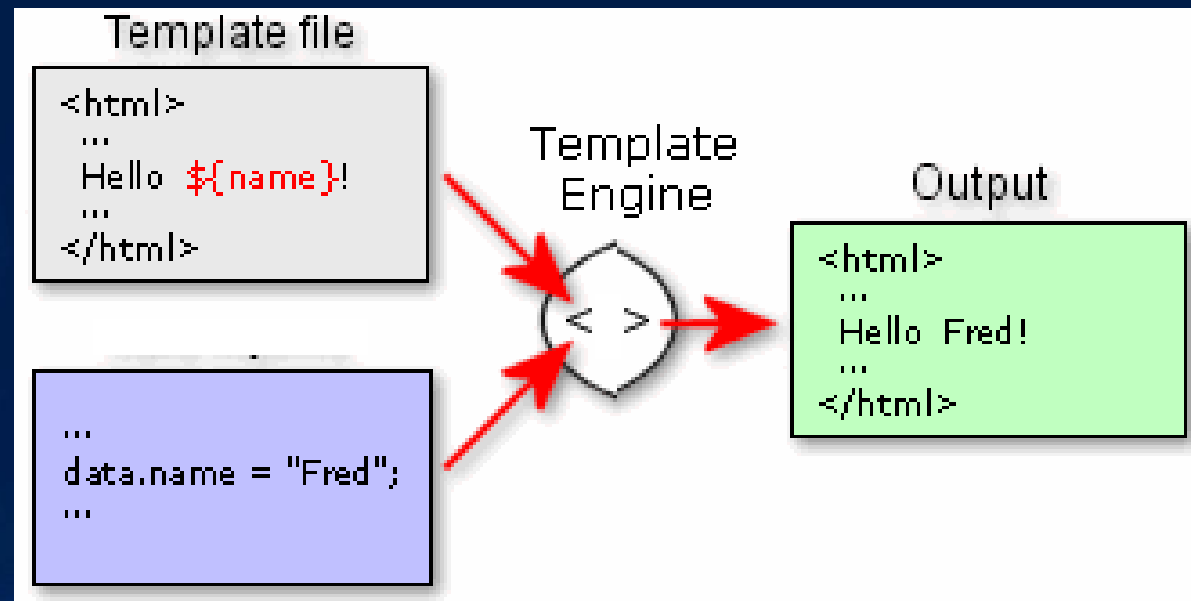 Template file
<html>
...
Hello ${name}!
...
</html>
Template
Engine
< >
Output
<html>
...
Hello Fred!
...
</html>
...
data.name = "Fred";
...